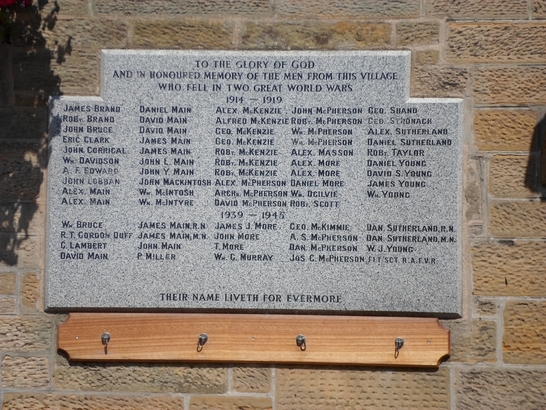 TO THE GLORY OF GOD
AND IN HONOURED MEMORY OF THE MEN FROM THIS VILLAGE
WHO FELL IN TWO GREAT WORLD WARS
1914 — 1919
JAMES BRAND DANIEL MAIN ALEX. MCKENZIE JOHN MCPHERSON GEO. SHAND
ROBT. BRAND DAVID MAIN ALFRED MCKENZIE ROBT. MCPHERSON GEO. STRONACH
JOHN BRUCE DAVID MAIN GEO. MCKENZIE WM. MCPHERSON ALEX. SUTHERLAND
ERIC CLARK JAMES MAIN GEO. MCKENZIE WM. MCPHERSON DANIEL SUTHERLAND
JOHN CORRIGAL JAMES MAIN ROBT. MCKENZIE ALEX. MASSON ROBT. TAYLOR
WM. DAVIDSON JOHN L. MAIN ROBT. MCKENZIE ALEX. MORE DANIEL YOUNG
A. F. EDWARD JOHN Y. MAIN ROBT. MCKENZIE ALEX. MORE DAVID S. YOUNG
JOHN LOBBAN JOHN MACKINTOSH ALEX. MCPHERSON DANIEL MORE JAMES YOUNG
ALEX. MAIN WM. MCINTOSH ARCHD. MCPHERSON WM. OGILVIE WM. YOUNG
ALEX. MAIN WM. MCINTYRE DAVID MCPHERSON ROBT. SCOTT
1939 — 1945
WM. BRUCE JAMES MAIN, R.N. JAMES J. MORE GEO. MCKIMMIE DAN. SUTHERLAND, R.N.
R.T. GORDON DUFF JAMES MAIN, M.N. JOHN MORE A. S. MCPHERSON DAN. SUTHERLAND, M.N.
G. LAMBERT JOHN MAIN T. MORE DAN. MCPHERSON W. J. YOUNG
DAVID MAIN P. MILLER WM. G. MURRAY JOS. C. MCPHERSON, FLT. SGT. R.A.F.V.R.
THEIR NAME LIVETH FOR EVERMORE